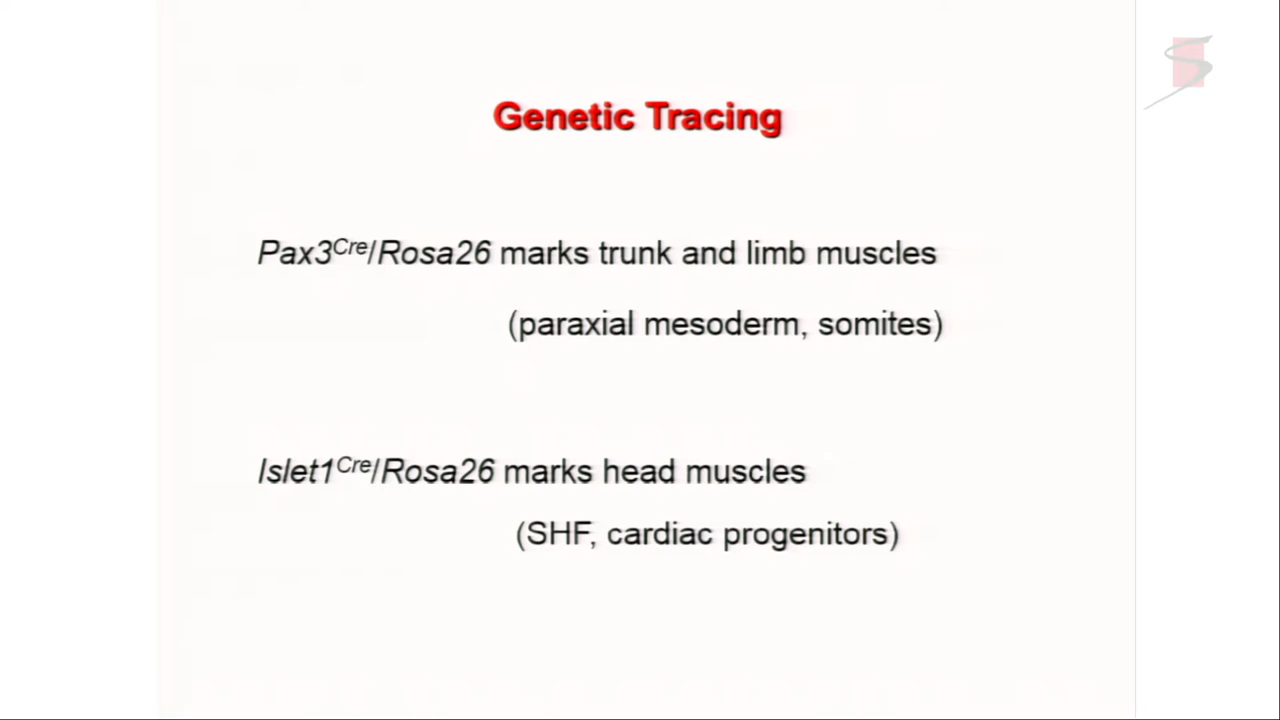 Genetic Tracing
Pax3Cre/Rosa26 marks trunk and limb muscles
(paraxial mesoderm, somites)
Islet1Cre/Rosa26 marks head muscles
(SHF, cardiac progenitors)